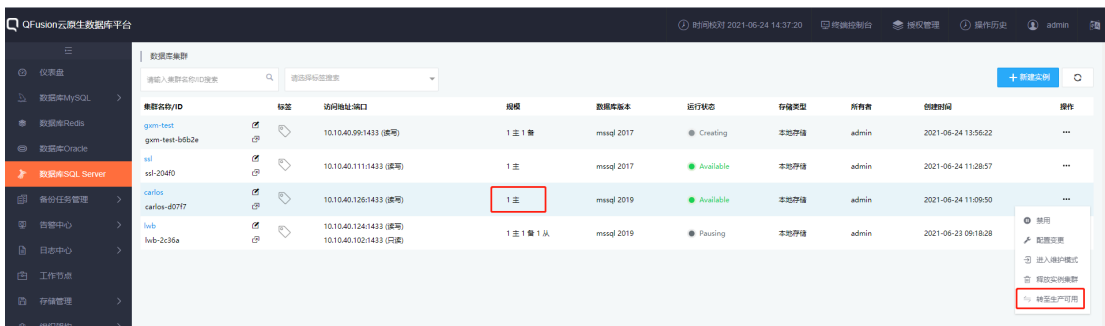 QFusion云原生数据库平台
时间校对 2021-06-24 14:37:20 终端控制台 授权管理 操作历史 admin
数据库集群
仪表盘
请输入集群名称/ID搜索 请选择标签搜索 +新建实例
数据库MySQL
集群名称/ID 标签 访问地址:端口 规模 数据库版本 运行状态 存储类型 所有者 创建时间 操作
数据库Redis
gxm-test
gxm-test-b6b2e 10.10.40.99:1433 (读写) 1 主 1 备 mssql 2017 Creating 本地存储 admin 2021-06-24 13:56:22
数据库Oracle
ssl
ssl-204f0 10.10.40.111:1433 (读写) 1 主 mssql 2017 Available 本地存储 admin 2021-06-24 11:28:57
数据库SQL Server
carlos
carlos-d07f7 10.10.40.126:1433 (读写) 1 主 mssql 2019 Available 本地存储 admin 2021-06-24 11:09:50
备份任务管理
lwb 10.10.40.124:1433 (读写)
lwb-2c36a 10.10.40.102:1433 (只读) 1 主 1 备 1 从 mssql 2019 Pausing 本地存储 admin 2021-06-23 09:18:28
告警中心
日志中心
工作节点
存储管理
禁用
配置变更
进入维护模式
释放实例集群
转至生产可用